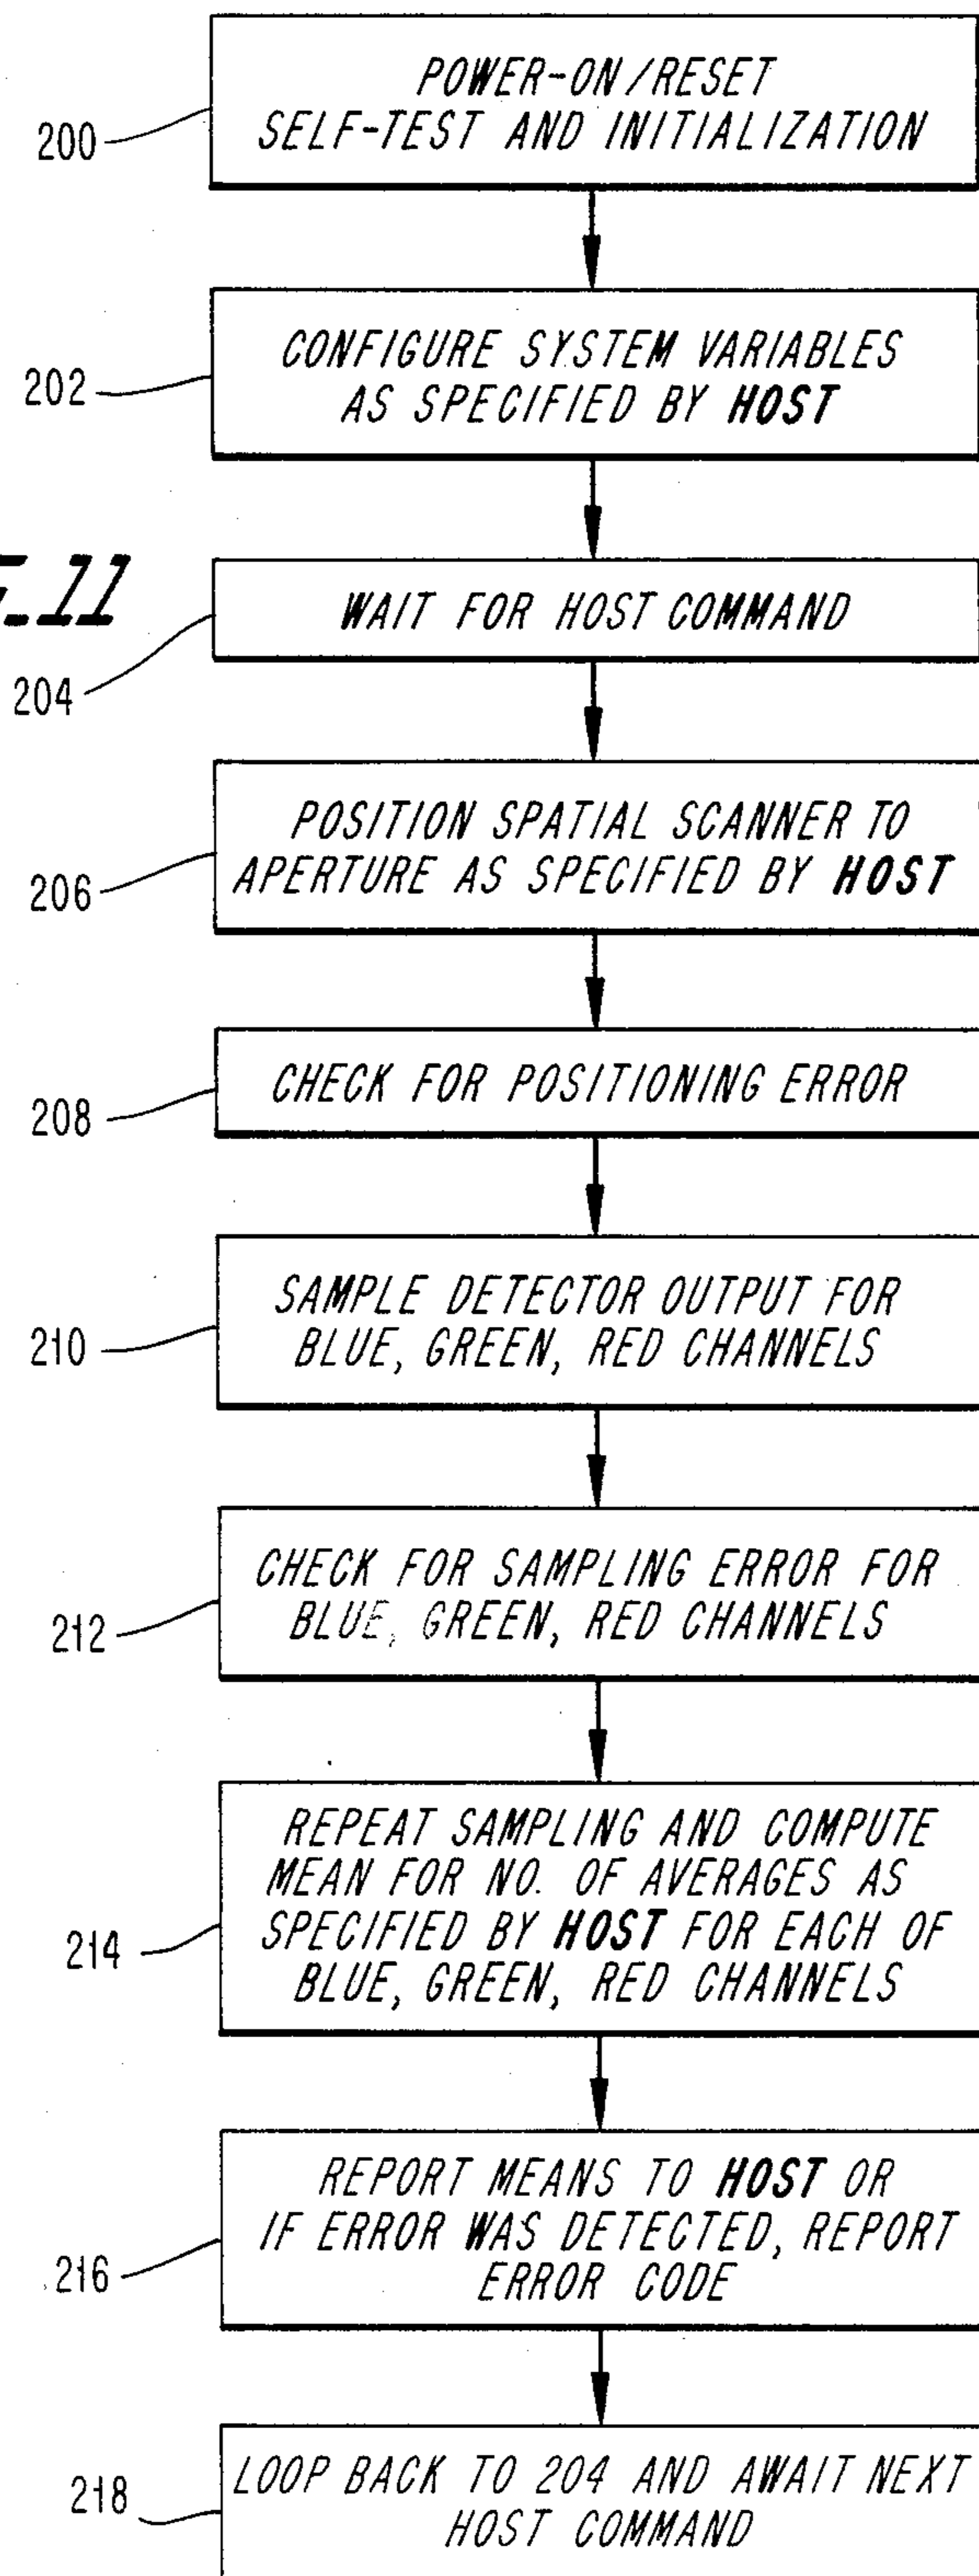 POWER-ON/RESET
SELF-TEST AND INITIALIZATION
200
CONFIGURE SYSTEM VARIABLES
AS SPECIFIED BY HOST
202
G.11
WAIT FOR HOST COMMAND
204
POSITION SPATIAL SCANNER TO
APERTURE AS SPECIFIED BY HOST
206
CHECK FOR POSITIONING ERROR
208
SAMPLE DETECTOR OUTPUT FOR
BLUE, GREEN, RED CHANNELS
210
CHECK FOR SAMPLING ERROR FOR
BLUE, GREEN, RED CHANNELS
212
REPEAT SAMPLING AND COMPUTE
MEAN FOR NO. OF AVERAGES AS
SPECIFIED BY HOST FOR EACH OF
BLUE, GREEN, RED CHANNELS
214
REPORT MEANS TO HOST OR
IF ERROR WAS DETECTED, REPORT
ERROR CODE
216
LOOP BACK TO 204 AND AWAIT NEXT
HOST COMMAND
218